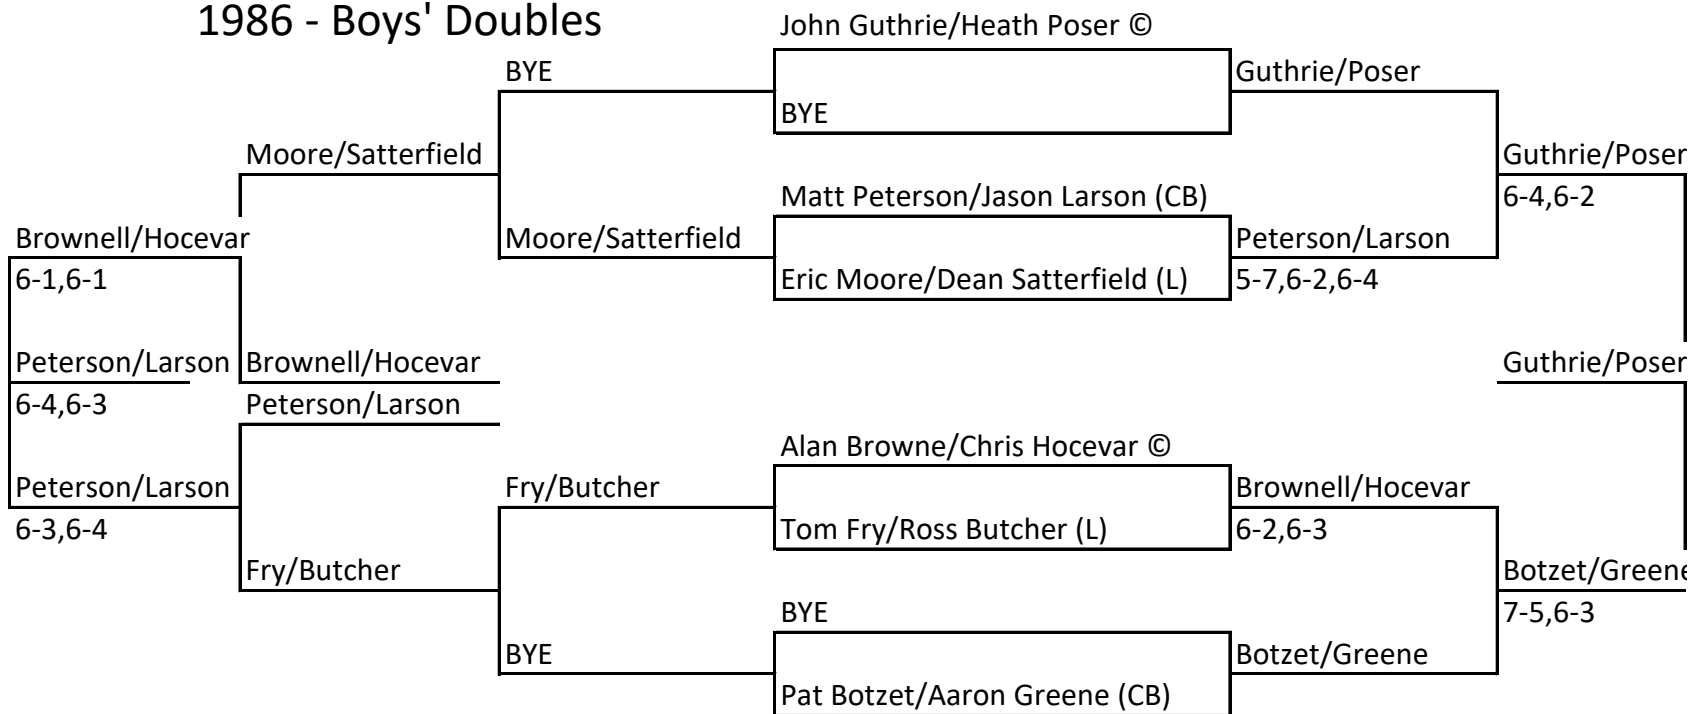 1986 - Boys' Doubles
John Guthrie/Heath Poser ©
BYE
Guthrie/Poser
BYE
Moore/Satterfield
Guthrie/Poser
Matt Peterson/Jason Larson (CB)
6-4,6-2
Brownell/Hocevar
Moore/Satterfield
Peterson/Larson
6-1,6-1
Eric Moore/Dean Satterfield (L)
5-7,6-2,6-4
Peterson/Larson
Brownell/Hocevar
Guthrie/Poser
6-4,6-3
Peterson/Larson
Alan Browne/Chris Hocevar ©
Peterson/Larson
Fry/Butcher
Brownell/Hocevar
6-3,6-4
Tom Fry/Ross Butcher (L)
6-2,6-3
Fry/Butcher
Botzet/Greene
BYE
7-5,6-3
BYE
Botzet/Greene
Pat Botzet/Aaron Greene (CB)